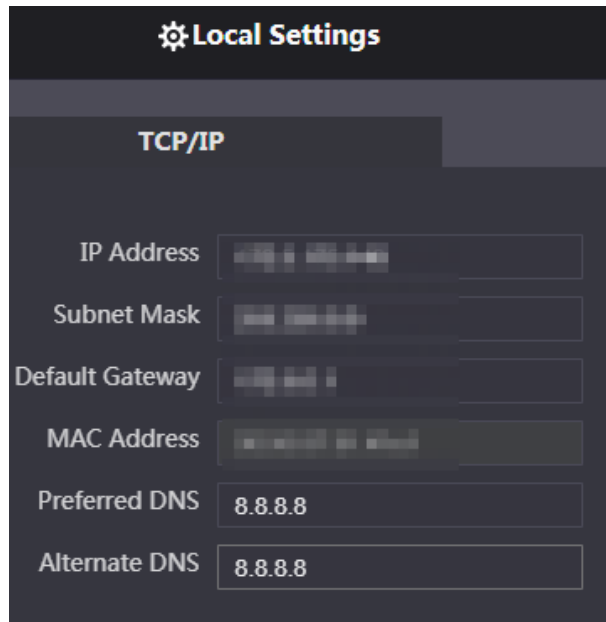 Local Settings
TCP/IP
IP Address
Subnet Mask
Default Gateway
MAC Address
Preferred DNS 8.8.8.8
Alternate DNS 8.8.8.8